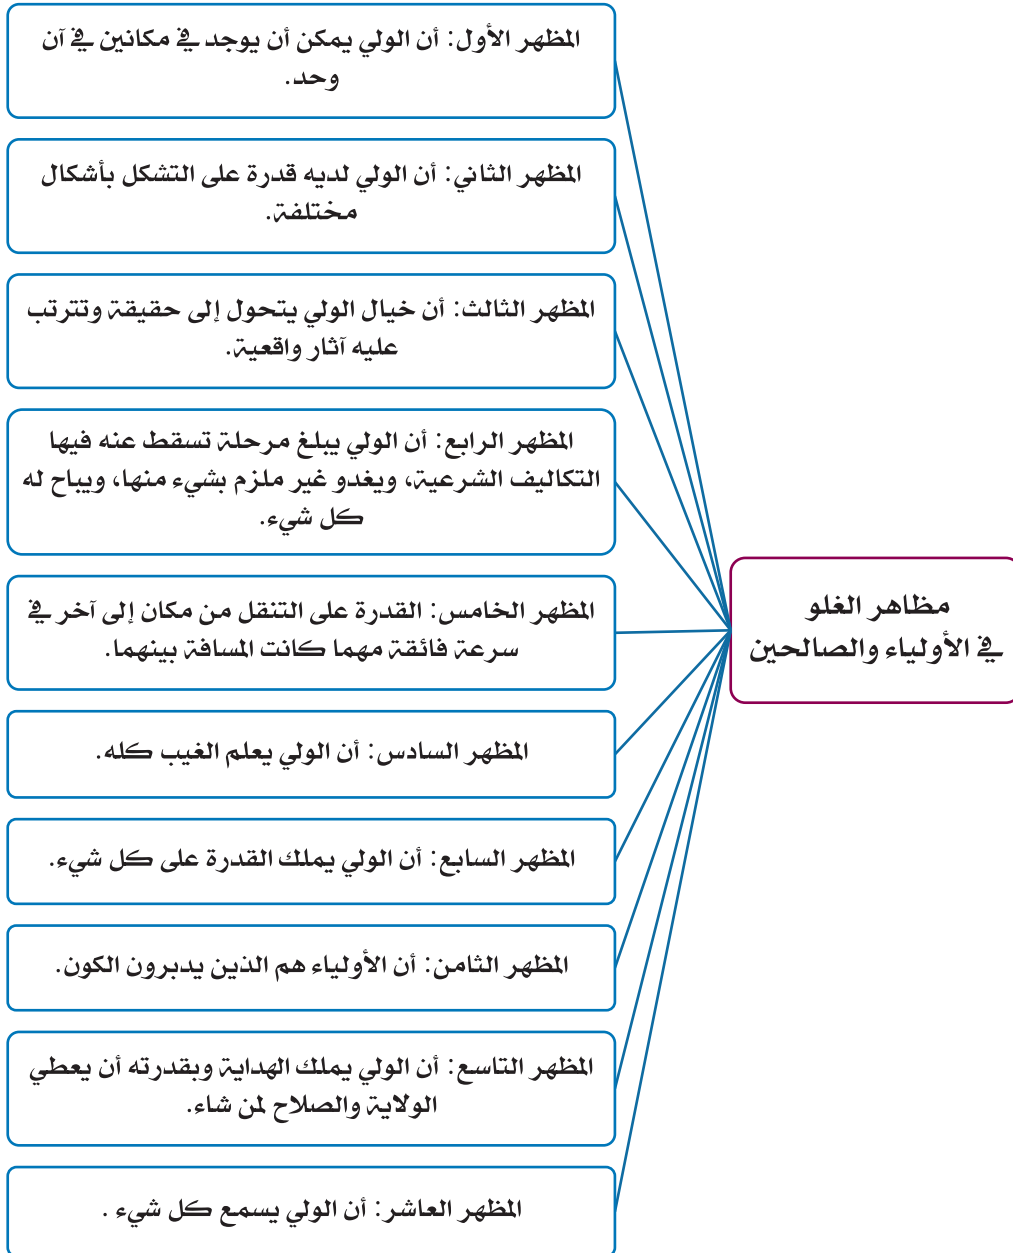 مظاهر الغلو
في الأولياء والصالحين
المظهر الأول: أن الولي يمكن أن يوجد في مكانين في آن
وحد.
المظهر الثاني: أن الولي لديه قدرة على التشكل بأشكال
مختلفة.
المظهر الثالث: أن خيال الولي يتحول إلى حقيقة وتترتب
عليه آثار واقعية.
المظهر الرابع: أن الولي يبلغ مرحلة تسقط عنه فيها
التكاليف الشرعية، ويغدو غير ملزم بشيء منها، ويباح له
كل شيء.
المظهر الخامس: القدرة على التنقل من مكان إلى آخر في
سرعة فائقة مهما كانت المسافة بينهما.
المظهر السادس: أن الولي يعلم الغيب كله.
المظهر السابع: أن الولي يملك القدرة على كل شيء.
المظهر الثامن: أن الأولياء هم الذين يدبرون الكون.
المظهر التاسع: أن الولي يملك الهداية وبقدرته أن يعطي
الولاية والصلاح لمن شاء.
المظهر العاشر: أن الولي يسمع كل شيء .